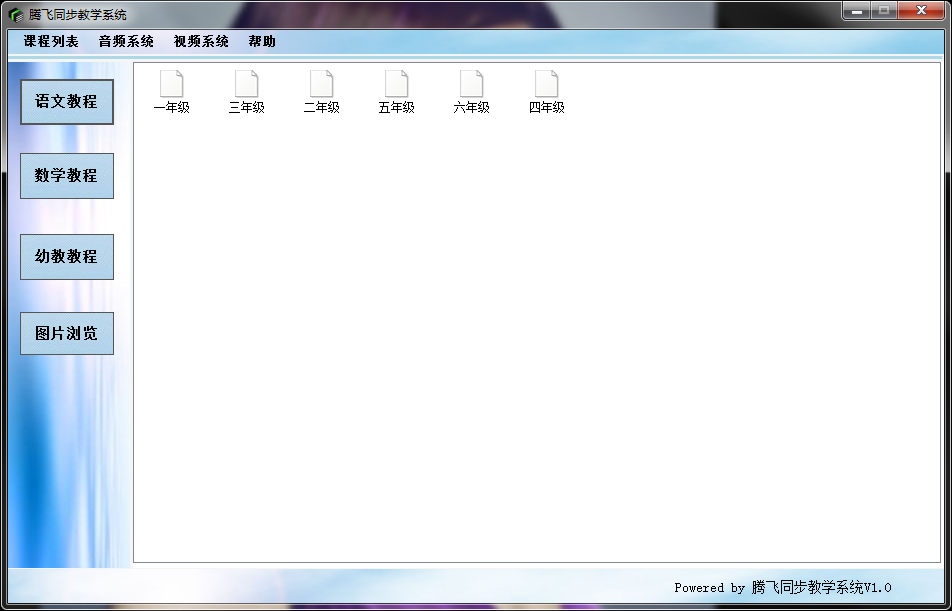 腾飞同步教学系统
课程列表 音频系统 视频系统 帮助
语文教程
数学教程
幼教教程
图片浏览
一年级 三年级 二年级 五年级 六年级 四年级
Powered by 腾飞同步教学系统V1.0